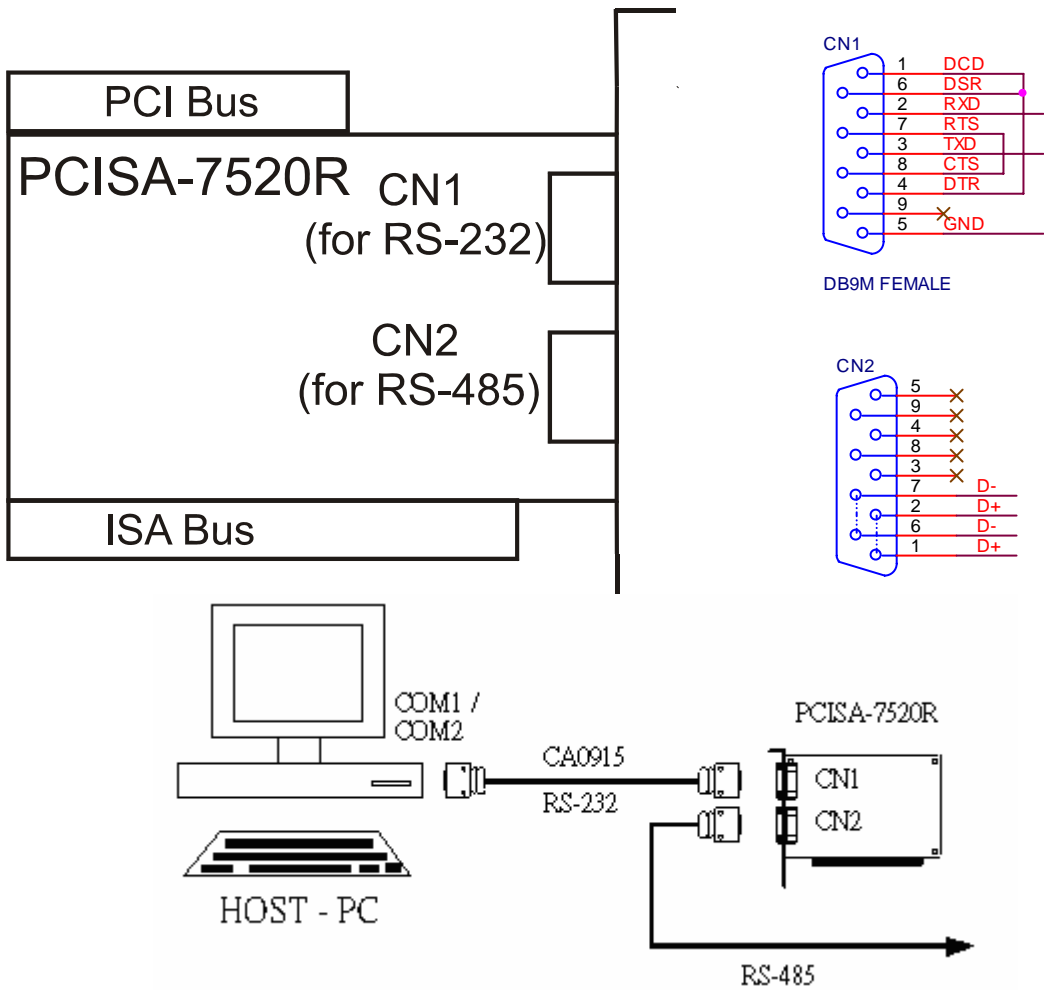 PCI Bus
PCISA-7520R
CN1
(for RS-232)
CN2
(for RS-485)
ISA Bus
CN1
1 DCD
6 DSR
2 RXD
7 RTS
3 TXD
8 CTS
4 DTR
9
5 GND
DB9M FEMALE
CN2
5
9
4
8
3
7 D-
2 D+
6 D-
1 D+
COM1 /
COM2
CA0915
RS-232
HOST - PC
PCISA-7520R
CN1
CN2
RS-485